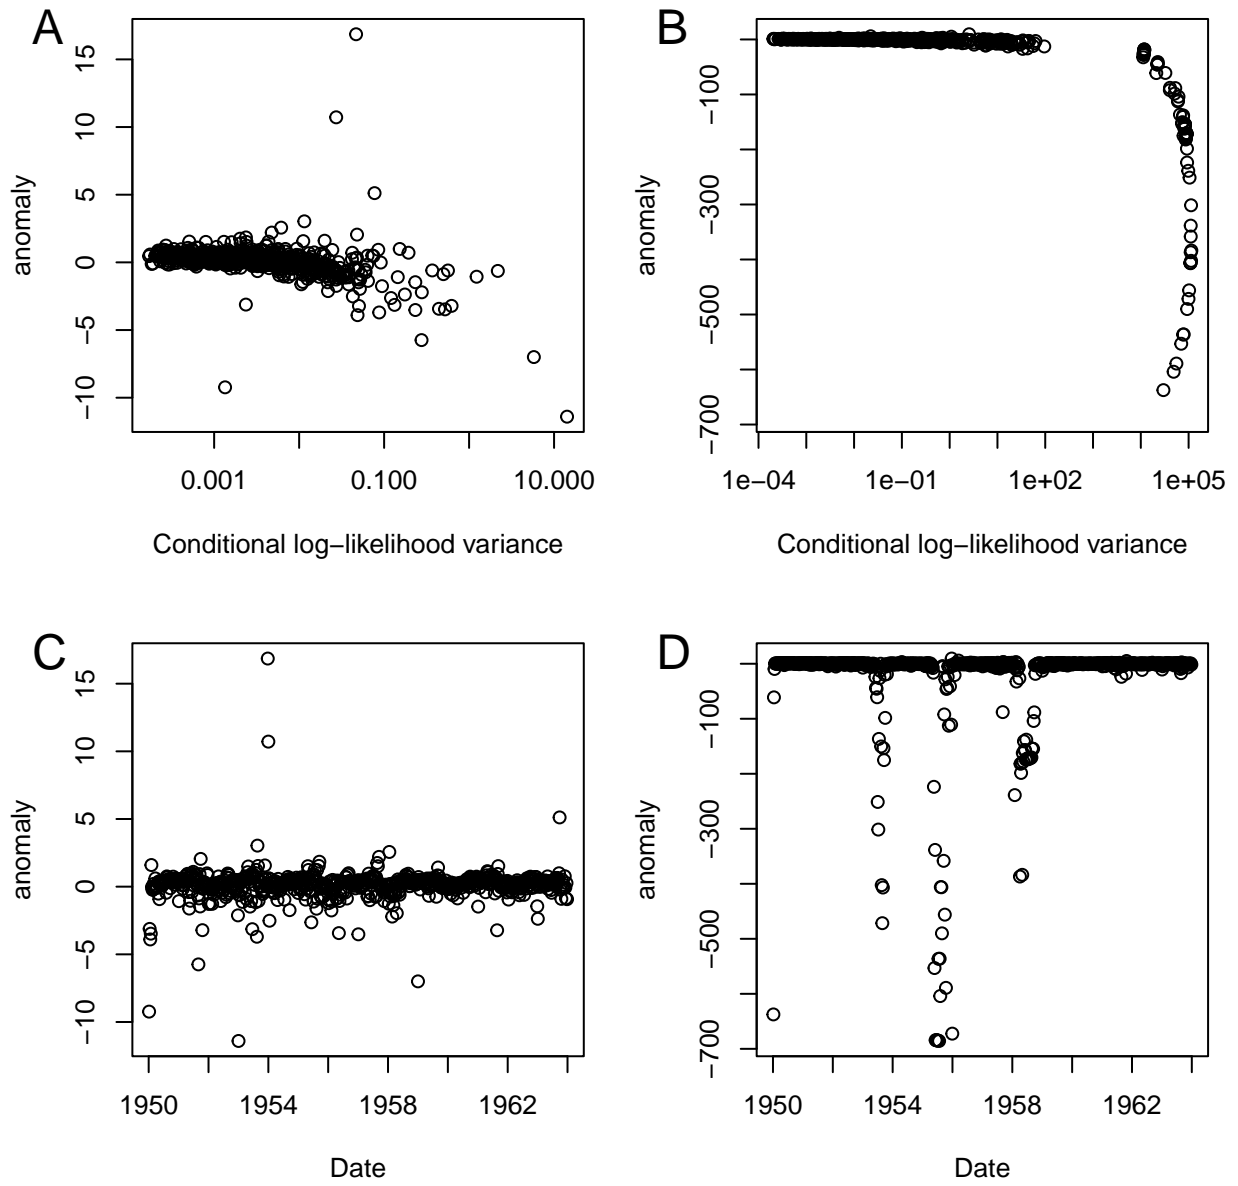 A
anomaly
15
10
5
0
−5
−10
0.001
0.100
10.000
Conditional log−likelihood variance
B
anomaly
−100
−300
−500
−700
1e−04
1e−01
1e+02
1e+05
Conditional log−likelihood variance
C
anomaly
15
10
5
0
−5
−10
1950
1954
1958
1962
Date
D
anomaly
−100
−300
−500
−700
1950
1954
1958
1962
Date